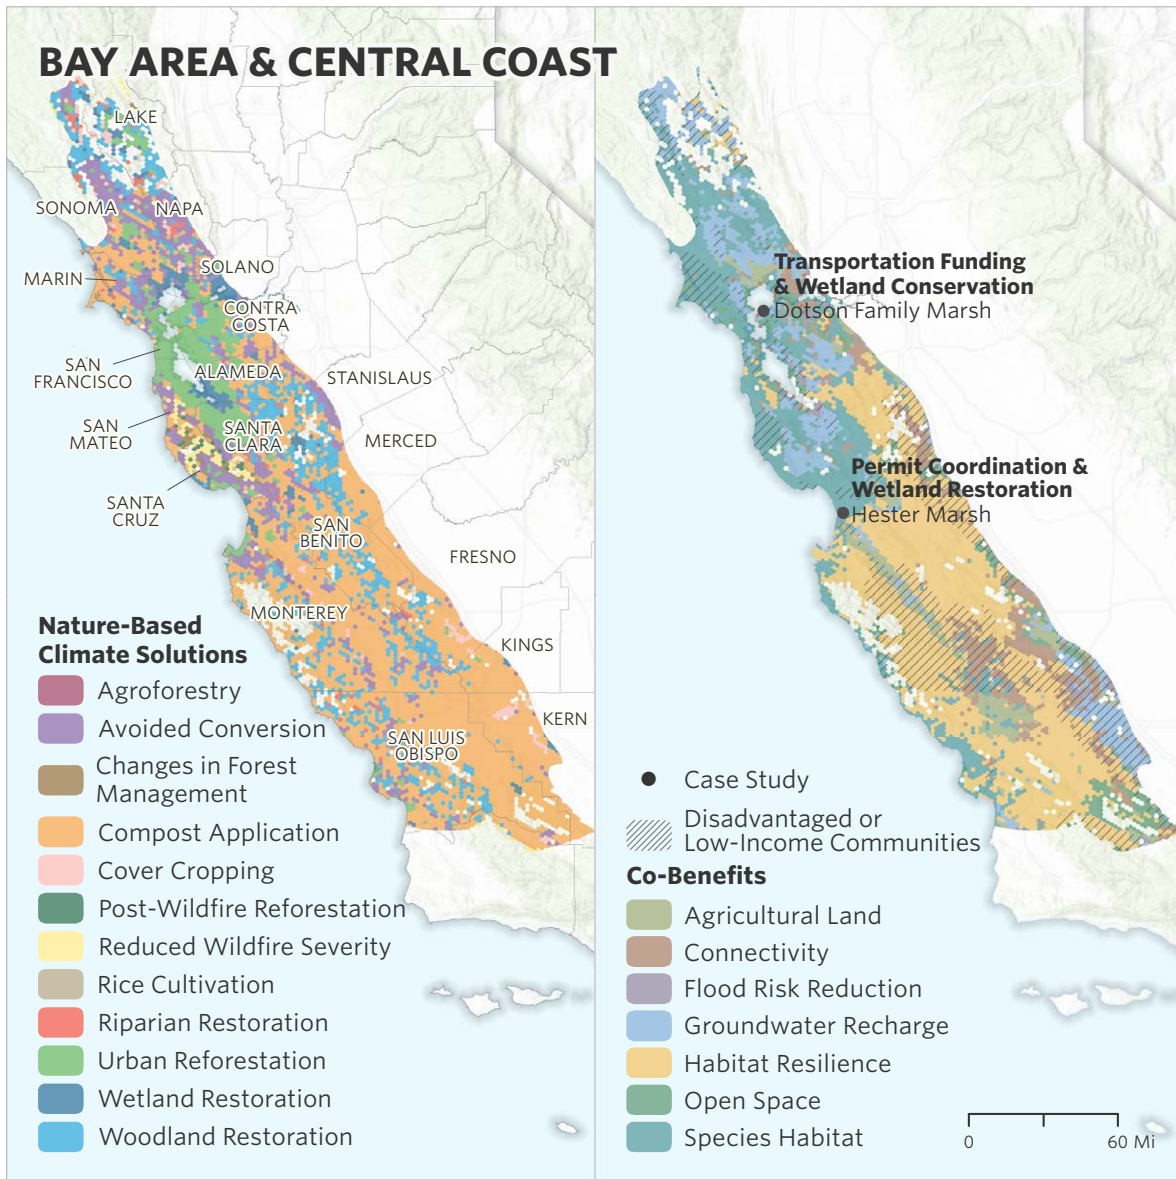 BAY AREA & CENTRAL COAST
LAKE
SONOMA
NAPA
MARIN
SOLANO
CONTRA
COSTA
SAN
FRANCISCO
ALAMEDA
STANISLAUS
SAN
MATEO
SANTA
CLARA
MERCED
SANTA
CRUZ
SAN
BENITO
FRESNO
MONTEREY
KINGS
KERN
SAN LUIS
OBISPO
Nature-Based
Climate Solutions
Agroforestry
Avoided Conversion
Changes in Forest
Management
Compost Application
Cover Cropping
Post-Wildfire Reforestation
Reduced Wildfire Severity
Rice Cultivation
Riparian Restoration
Urban Reforestation
Wetland Restoration
Woodland Restoration
Transportation Funding
& Wetland Conservation
Dotson Family Marsh
Permit Coordination &
Wetland Restoration
Hester Marsh
Case Study
Disadvantaged or
Low-Income Communities
Co-Benefits
Agricultural Land
Connectivity
Flood Risk Reduction
Groundwater Recharge
Habitat Resilience
Open Space
Species Habitat
0 60 Mi